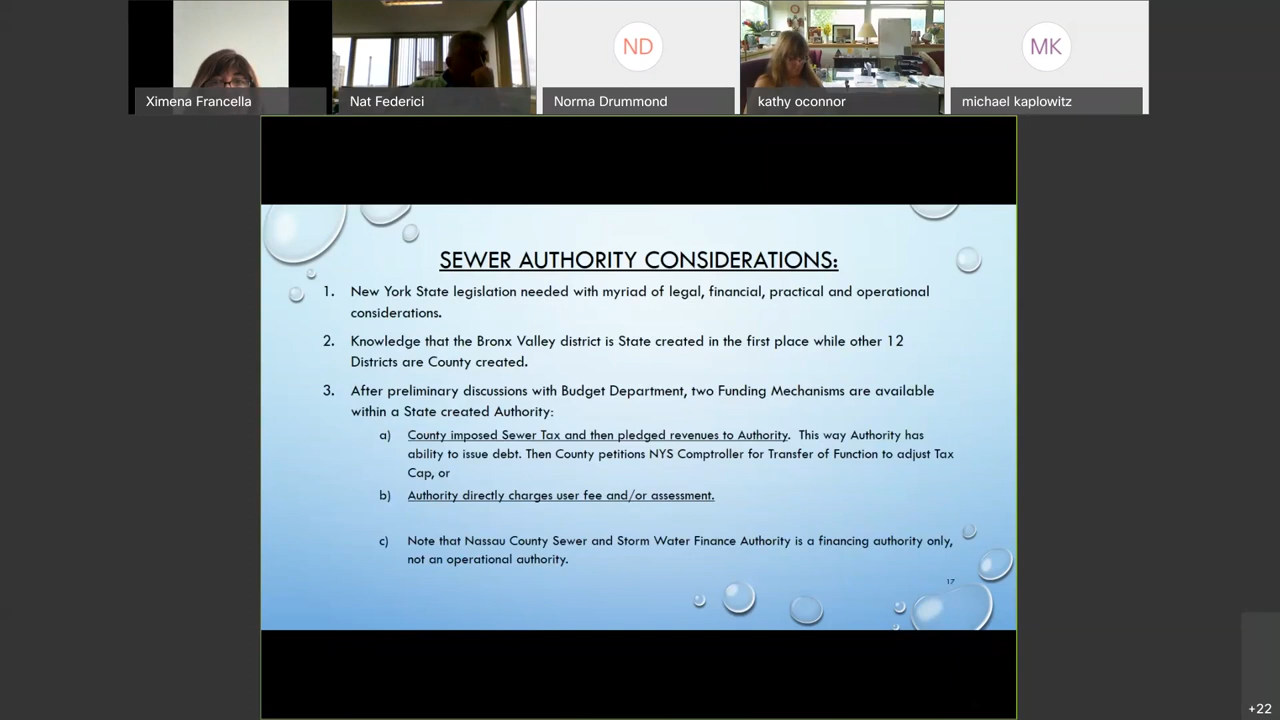 Ximena Francella
Nat Federici
ND
Norma Drummond
kathy oconnor
MK
michael kaplowitz
SEWER AUTHORITY CONSIDERATIONS:
1. New York State legislation needed with myriad of legal, financial, practical and operational
considerations.
2. Knowledge that the Bronx Valley district is State created in the first place while other 12
Districts are County created.
3. After preliminary discussions with Budget Department, two Funding Mechanisms are available
within a State created Authority:
a) County imposed Sewer Tax and then pledged revenues to Authority. This way Authority has
ability to issue debt. Then County petitions NYS Comptroller for Transfer of Function to adjust Tax
Cap, or
b) Authority directly charges user fee and/or assessment.
c) Note that Nassau County Sewer and Storm Water Finance Authority is a financing authority only,
not an operational authority.
17
+22